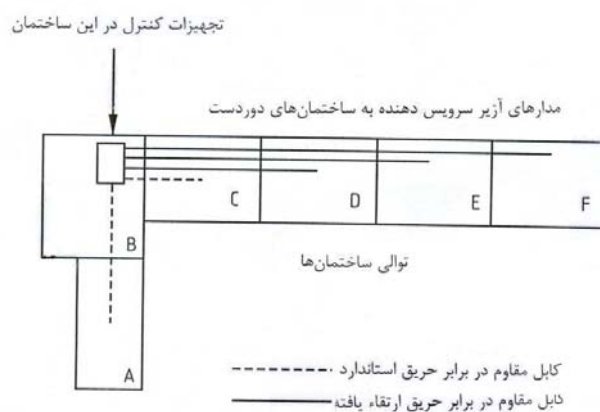 تجهیزات کنترل در این ساختمان
مدارهای آژیر سرویس دهنده به ساختمان‌های دوردست
C
D
E
F
B
توالی ساختمان‌ها
A
کابل مقاوم در برابر حریق استاندارد
کابل مقاوم در برابر حریق ارتقاء یافته